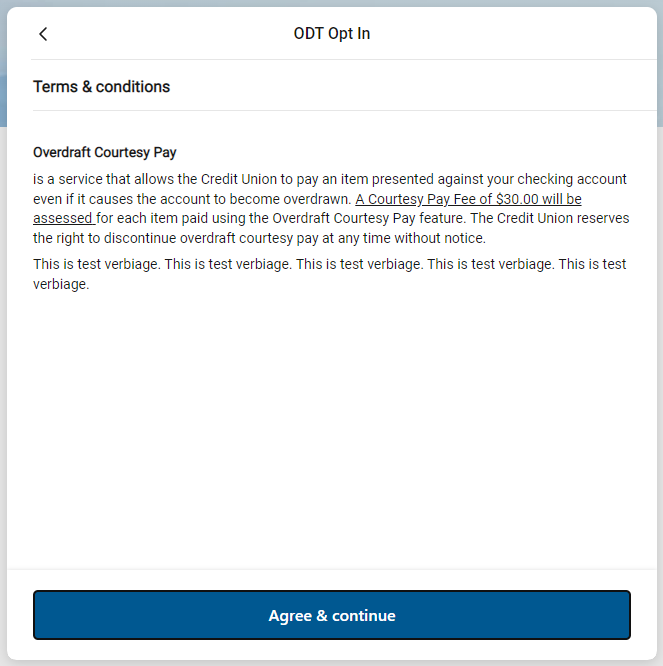 ODT Opt In
Terms & conditions
Overdraft Courtesy Pay
is a service that allows the Credit Union to pay an item presented against your checking account
even if it causes the account to become overdrawn. A Courtesy Pay Fee of $30.00 will be
assessed for each item paid using the Overdraft Courtesy Pay feature. The Credit Union reserves
the right to discontinue overdraft courtesy pay at any time without notice.
This is test verbiage. This is test verbiage. This is test verbiage. This is test verbiage. This is test
verbiage.
Agree & continue